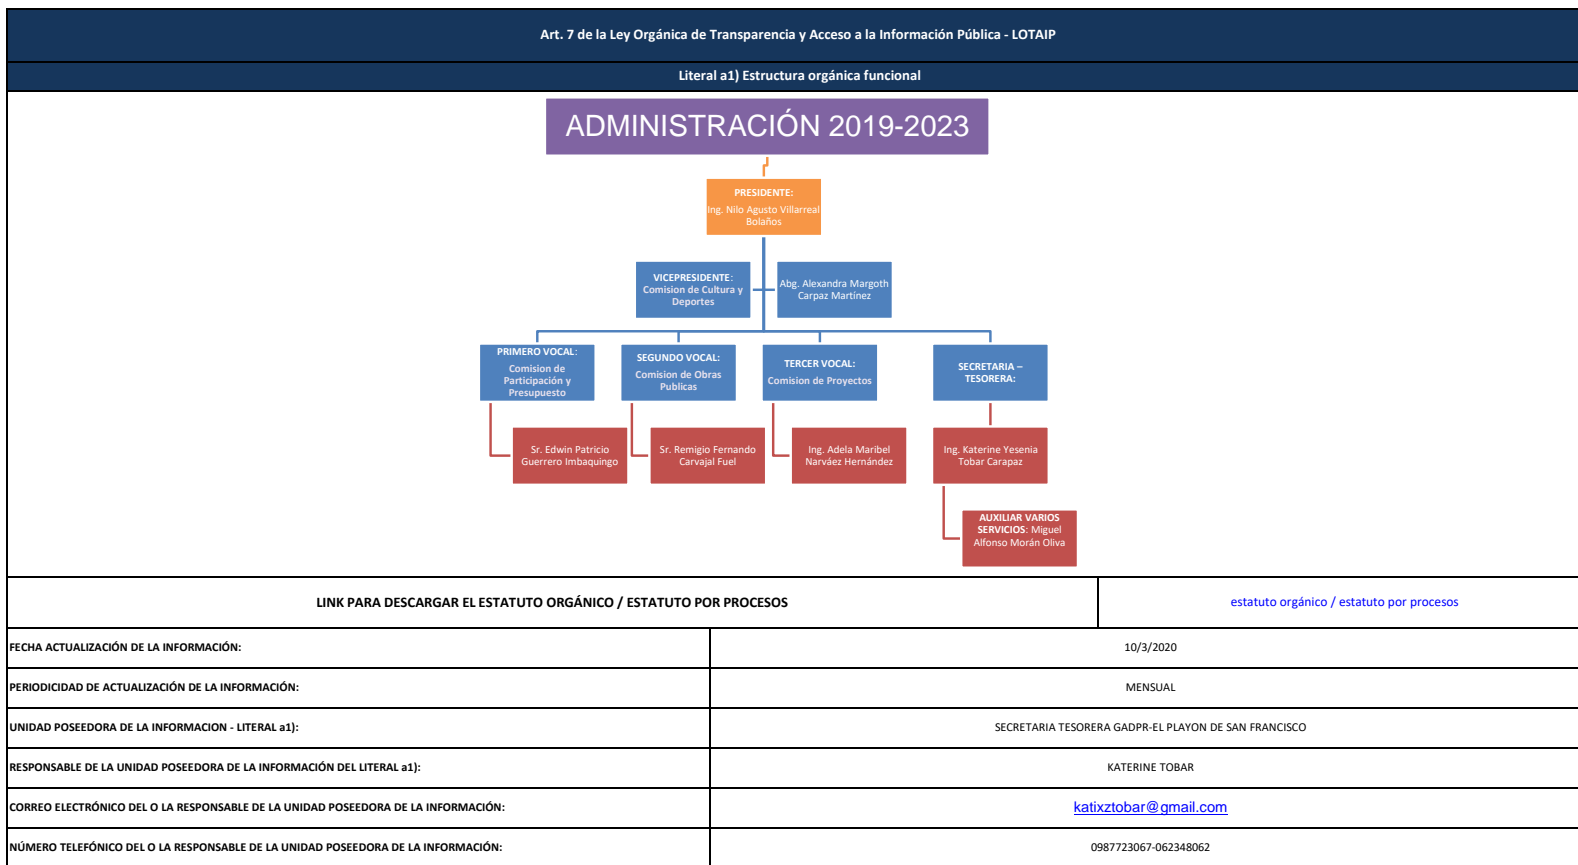 Art. 7 de la Ley Orgánica de Transparencia y Acceso a la Información Pública - LOTAIP
Literal a1) Estructura orgánica funcional
ADMINISTRACIÓN 2019-2023
PRESIDENTE:
Ing. Nilo Agusto Villarreal
Bolaños
VICEPRESIDENTE:
Comision de Cultura y
Deportes
Abg. Alexandra Margoth
Carpaz Martínez
PRIMERO VOCAL:
Comision de
Participación y
Presupuesto
SEGUNDO VOCAL:
Comision de Obras
Publicas
TERCER VOCAL:
Comision de Proyectos
SECRETARIA –
TESORERA:
Sr. Edwin Patricio
Guerrero Imbaquingo
Sr. Remigio Fernando
Carvajal Fuel
Ing. Adela Maribel
Narváez Hernández
Ing. Katerine Yesenia
Tobar Carapaz
AUXILIAR VARIOS
SERVICIOS: Miguel
Alfonso Morán Oliva
LINK PARA DESCARGAR EL ESTATUTO ORGÁNICO / ESTATUTO POR PROCESOS
estatuto orgánico / estatuto por procesos
FECHA ACTUALIZACIÓN DE LA INFORMACIÓN:
10/3/2020
PERIODICIDAD DE ACTUALIZACIÓN DE LA INFORMACIÓN:
MENSUAL
UNIDAD POSEEDORA DE LA INFORMACION - LITERAL a1):
SECRETARIA TESORERA GADPR-EL PLAYON DE SAN FRANCISCO
RESPONSABLE DE LA UNIDAD POSEEDORA DE LA INFORMACIÓN DEL LITERAL a1):
KATERINE TOBAR
CORREO ELECTRÓNICO DEL O LA RESPONSABLE DE LA UNIDAD POSEEDORA DE LA INFORMACIÓN:
katixztobar@gmail.com
NÚMERO TELEFÓNICO DEL O LA RESPONSABLE DE LA UNIDAD POSEEDORA DE LA INFORMACIÓN:
0987723067-062348062